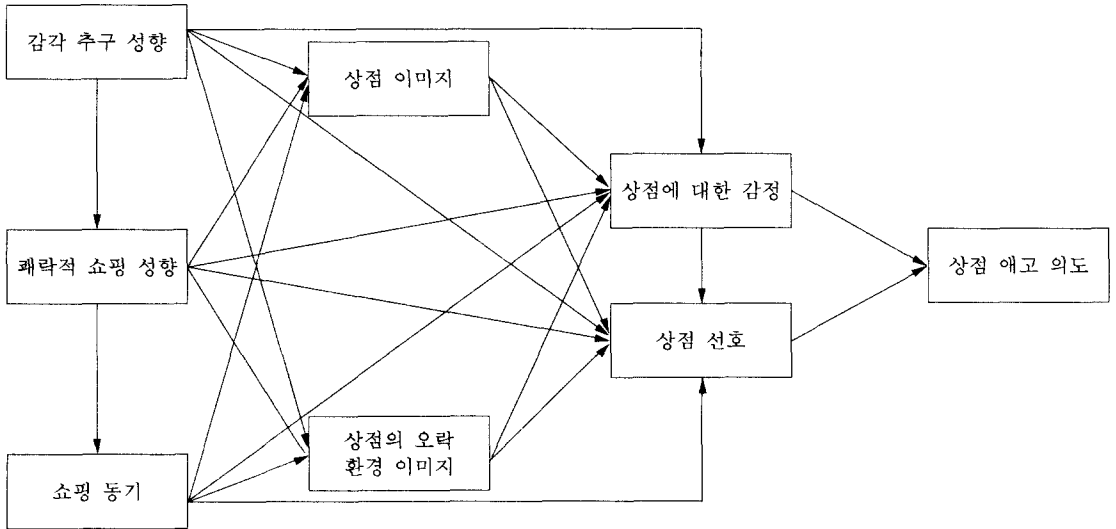 감각 추구 성향
상점 이미지
상점에 대한 감정
쾌락적 쇼핑 성향
상점 애고 의도
상점 선호
상점의 오락
환경 이미지
쇼핑 동기